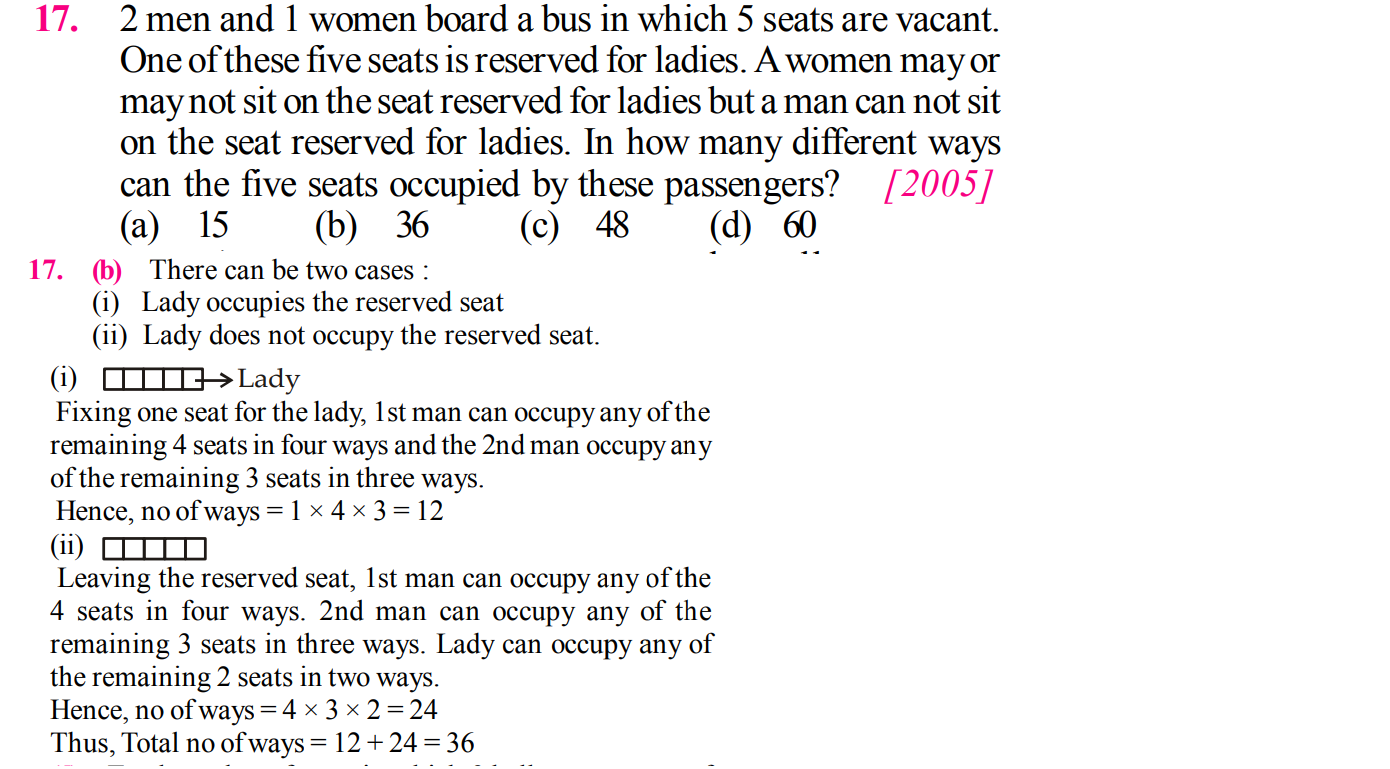 17. 2 men and 1 women board a bus in which 5 seats are vacant.
One of these five seats is reserved for ladies. A women may or
may not sit on the seat reserved for ladies but a man can not sit
on the seat reserved for ladies. In how many different ways
can the five seats occupied by these passengers? [2005]
(a) 15 (b) 36 (c) 48 (d) 60
17. (b) There can be two cases :
(i) Lady occupies the reserved seat
(ii) Lady does not occupy the reserved seat.
(i) Lady
Fixing one seat for the lady, 1st man can occupy any of the
remaining 4 seats in four ways and the 2nd man occupy any
of the remaining 3 seats in three ways.
Hence, no of ways = 1 × 4 × 3 = 12
(ii)
Leaving the reserved seat, 1st man can occupy any of the
4 seats in four ways. 2nd man can occupy any of the
remaining 3 seats in three ways. Lady can occupy any of
the remaining 2 seats in two ways.
Hence, no of ways = 4 × 3 × 2 = 24
Thus, Total no of ways = 12 + 24 = 36